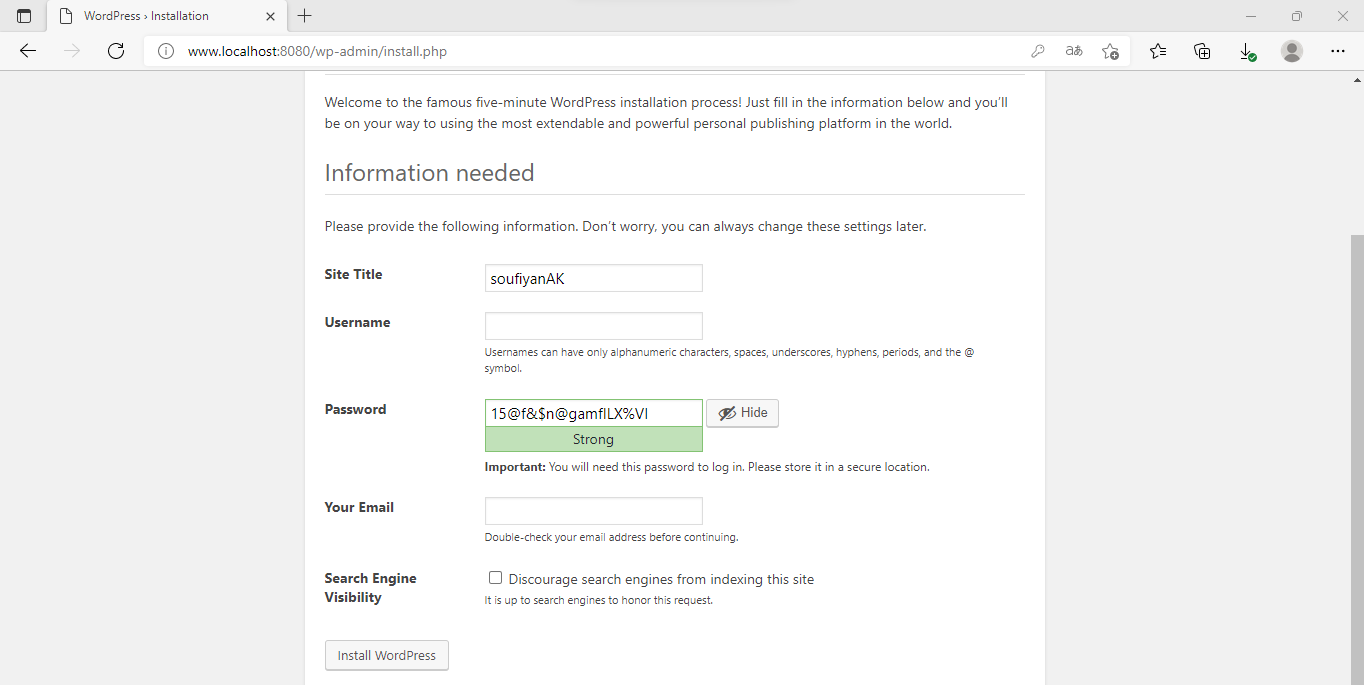 WordPress › Installation
www.localhost:8080/wp-admin/install.php
Welcome to the famous five-minute WordPress installation process! Just fill in the information below and you’ll
be on your way to using the most extendable and powerful personal publishing platform in the world.
Information needed
Please provide the following information. Don’t worry, you can always change these settings later.
Site Title
soufiyanAK
Username
Usernames can have only alphanumeric characters, spaces, underscores, hyphens, periods, and the @
symbol.
Password
15@f&$n@gamflLX%VI
Hide
Strong
Important: You will need this password to log in. Please store it in a secure location.
Your Email
Double-check your email address before continuing.
Search Engine
Visibility
Discourage search engines from indexing this site
It is up to search engines to honor this request.
Install WordPress